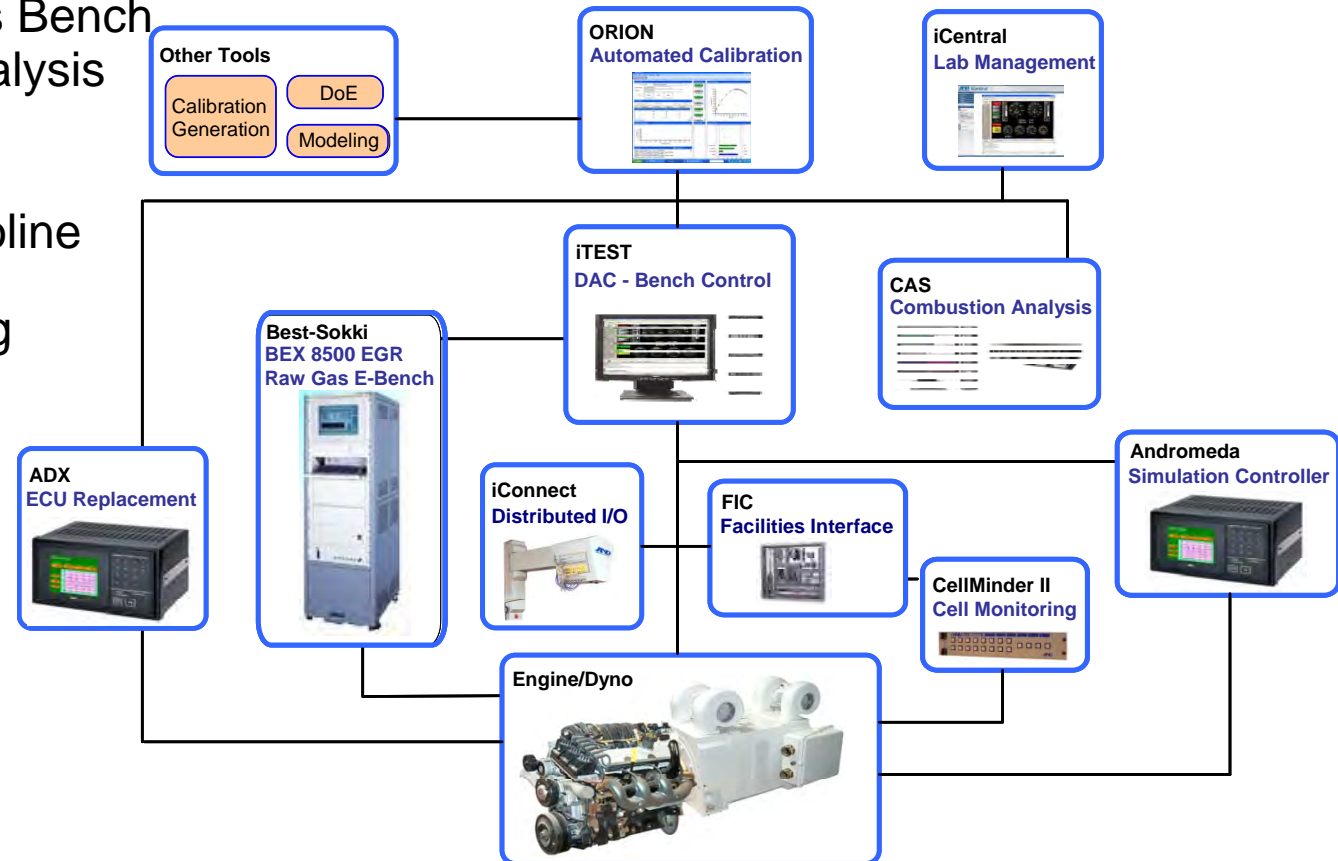 s Bench
alysis
oline
g
Other Tools
Calibration
Generation
DoE
Modeling
ORION
Automated Calibration
iCentral
Lab Management
iTEST
DAC - Bench Control
CAS
Combustion Analysis
Best-Sokki
BEX 8500 EGR
Raw Gas E-Bench
ADX
ECU Replacement
iConnect
Distributed I/O
FIC
Facilities Interface
Andromeda
Simulation Controller
CellMinder II
Cell Monitoring
Engine/Dyno